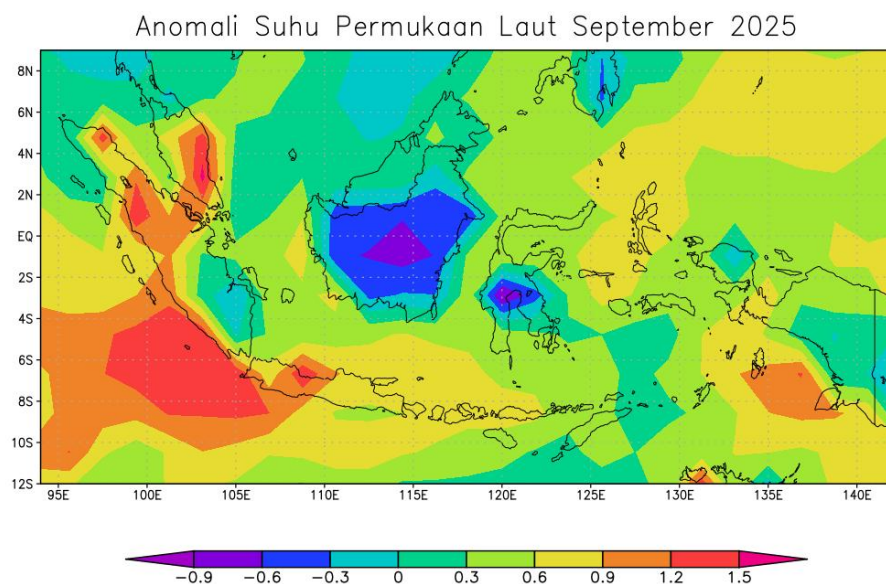 Anomali Suhu Permukaan Laut September 2025
8N
6N
4N
2N
EQ
2S
4S
6S
8S
10S
12S
95E 100E 105E 110E 115E 120E 125E 130E 135E 140E
−0.9 −0.6 −0.3 0 0.3 0.6 0.9 1.2 1.5